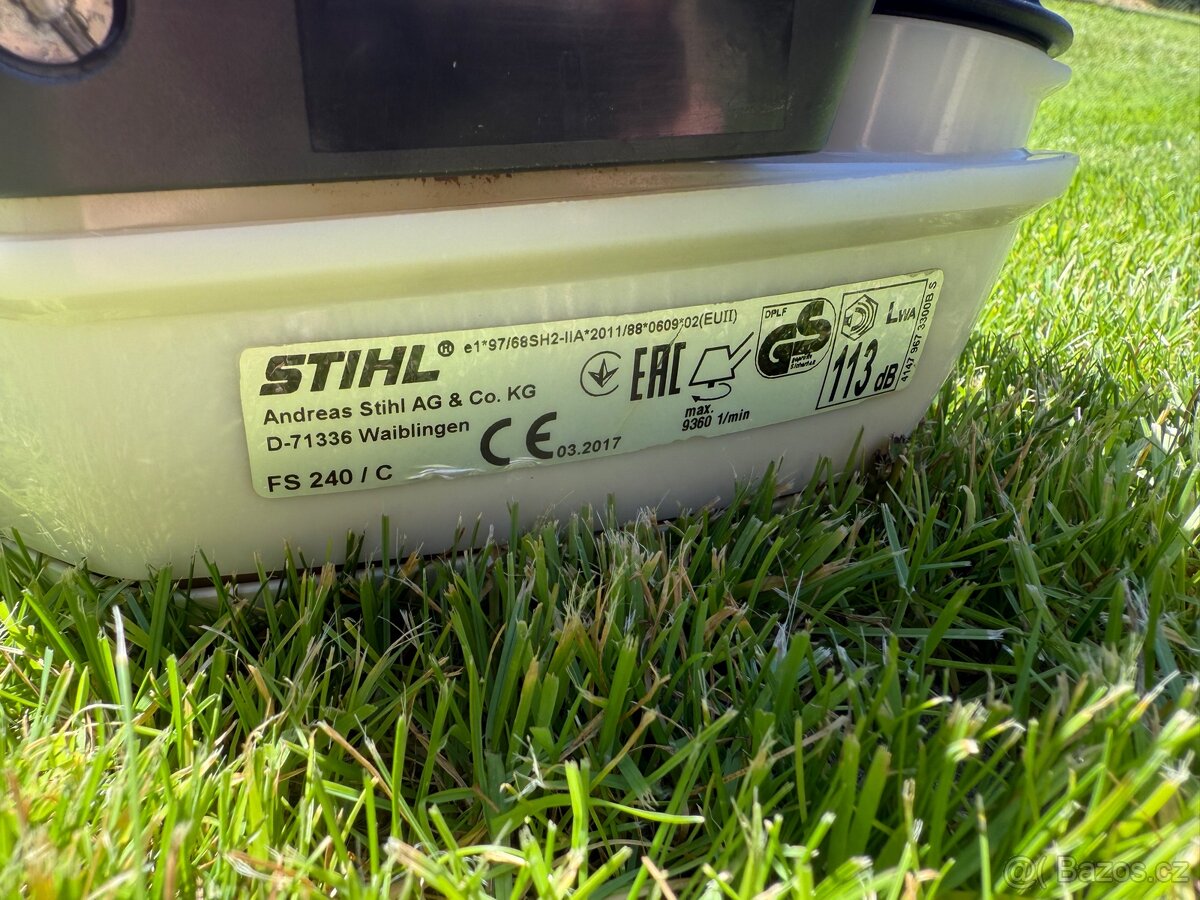 STIHL® e1*97/68SH2-IIA*2011/88*0609*02(EUII)
Andreas Stihl AG & Co. KG
D-71336 Waiblingen
FS 240 / C
CE 03.2017
EAC
max.
9360 1/min
DPLF
GS
LWA
113 dB
4147 967 3300B S
@( Bazos.cz